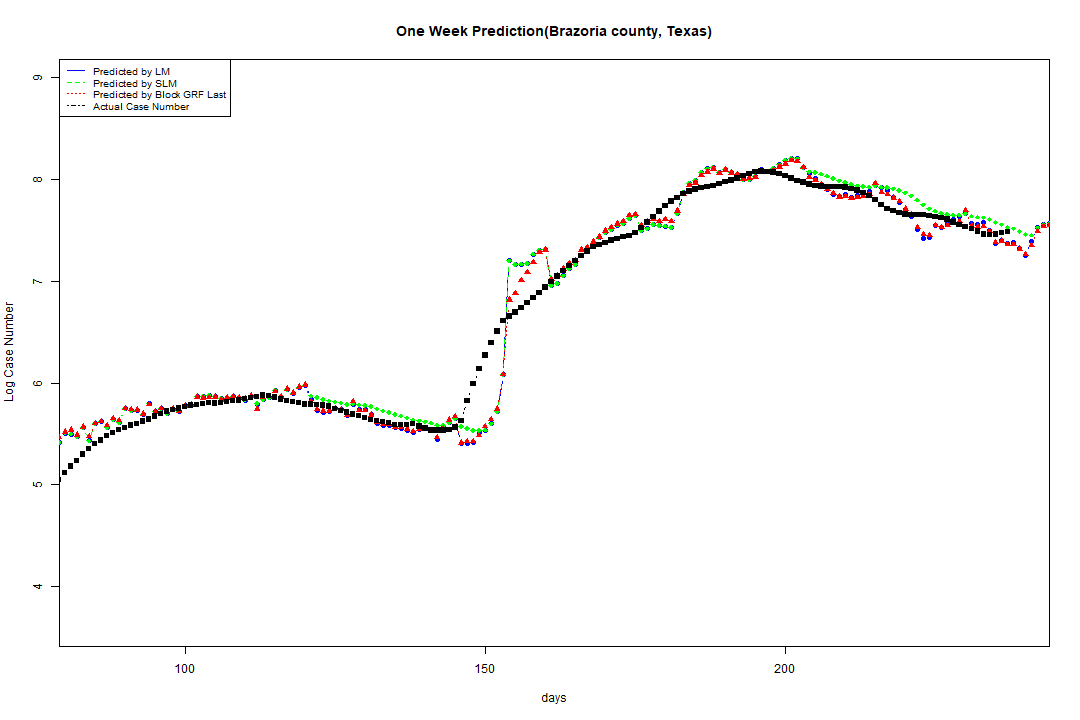 One Week Prediction(Brazoria county, Texas)
Predicted by LM
Predicted by SLM
Predicted by Block GRF Last
Actual Case Number
9
8
7
6
5
4
Log Case Number
100
150
200
days